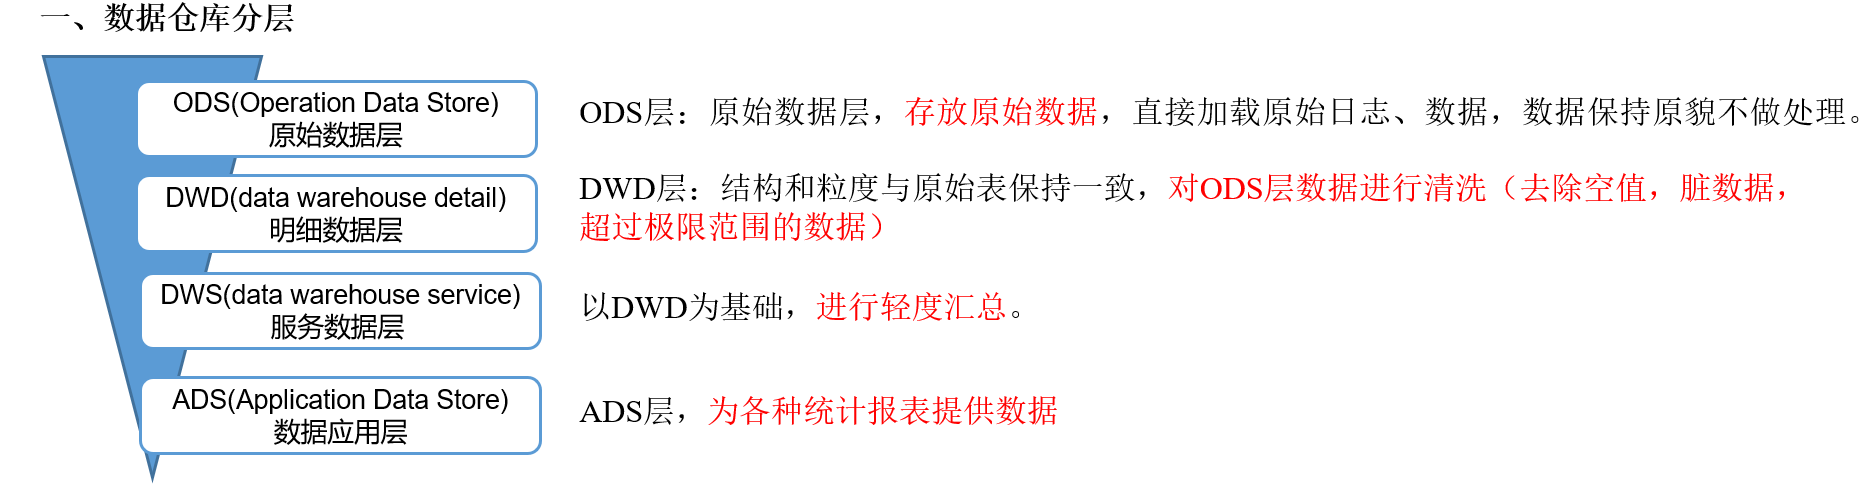 一、数据仓库分层
ODS(Operation Data Store)
原始数据层
ODS层：原始数据层，存放原始数据，直接加载原始日志、数据，数据保持原貌不做处理。
DWD(data warehouse detail)
明细数据层
DWD层：结构和粒度与原始表保持一致，对ODS层数据进行清洗（去除空值，脏数据，
超过极限范围的数据）
DWS(data warehouse service)
服务数据层
以DWD为基础，进行轻度汇总。
ADS(Application Data Store)
数据应用层
ADS层，为各种统计报表提供数据